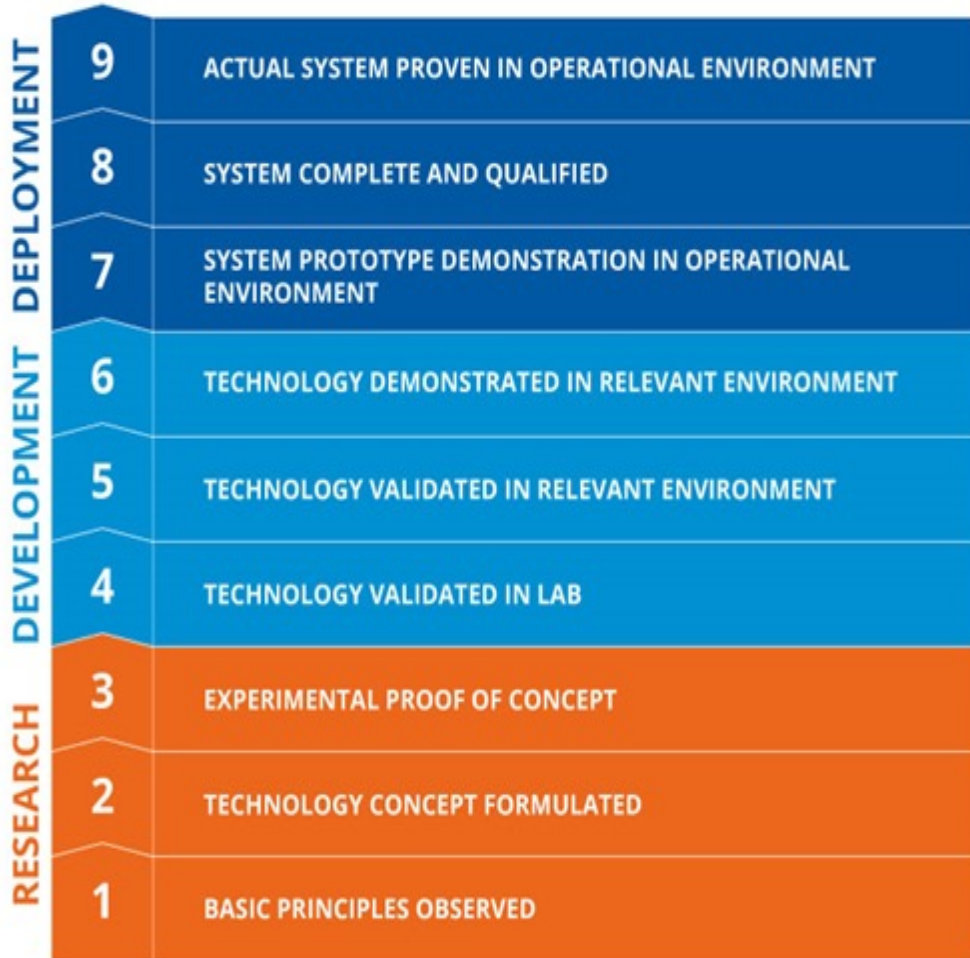 DEPLOYMENT
9
ACTUAL SYSTEM PROVEN IN OPERATIONAL ENVIRONMENT
8
SYSTEM COMPLETE AND QUALIFIED
7
SYSTEM PROTOTYPE DEMONSTRATION IN OPERATIONAL
ENVIRONMENT
DEVELOPMENT
6
TECHNOLOGY DEMONSTRATED IN RELEVANT ENVIRONMENT
5
TECHNOLOGY VALIDATED IN RELEVANT ENVIRONMENT
4
TECHNOLOGY VALIDATED IN LAB
RESEARCH
3
EXPERIMENTAL PROOF OF CONCEPT
2
TECHNOLOGY CONCEPT FORMULATED
1
BASIC PRINCIPLES OBSERVED